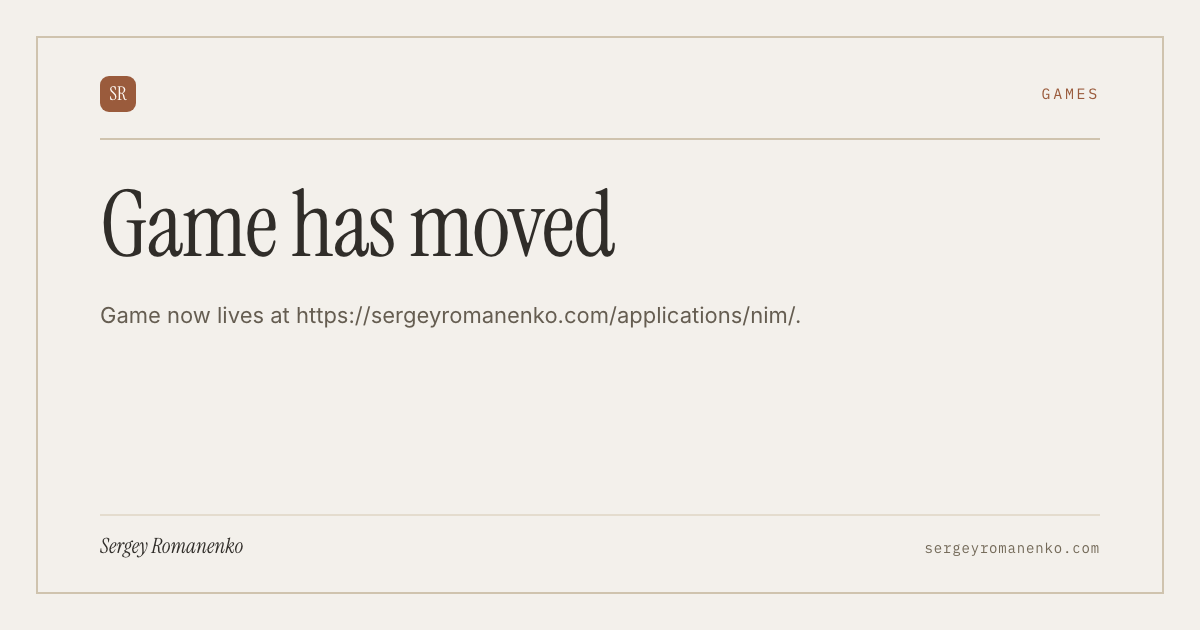 SR
GAMES
Game has moved
Game now lives at https://sergeyromanenko.com/applications/nim/.
Sergey Romanenko
sergeyromanenko.com